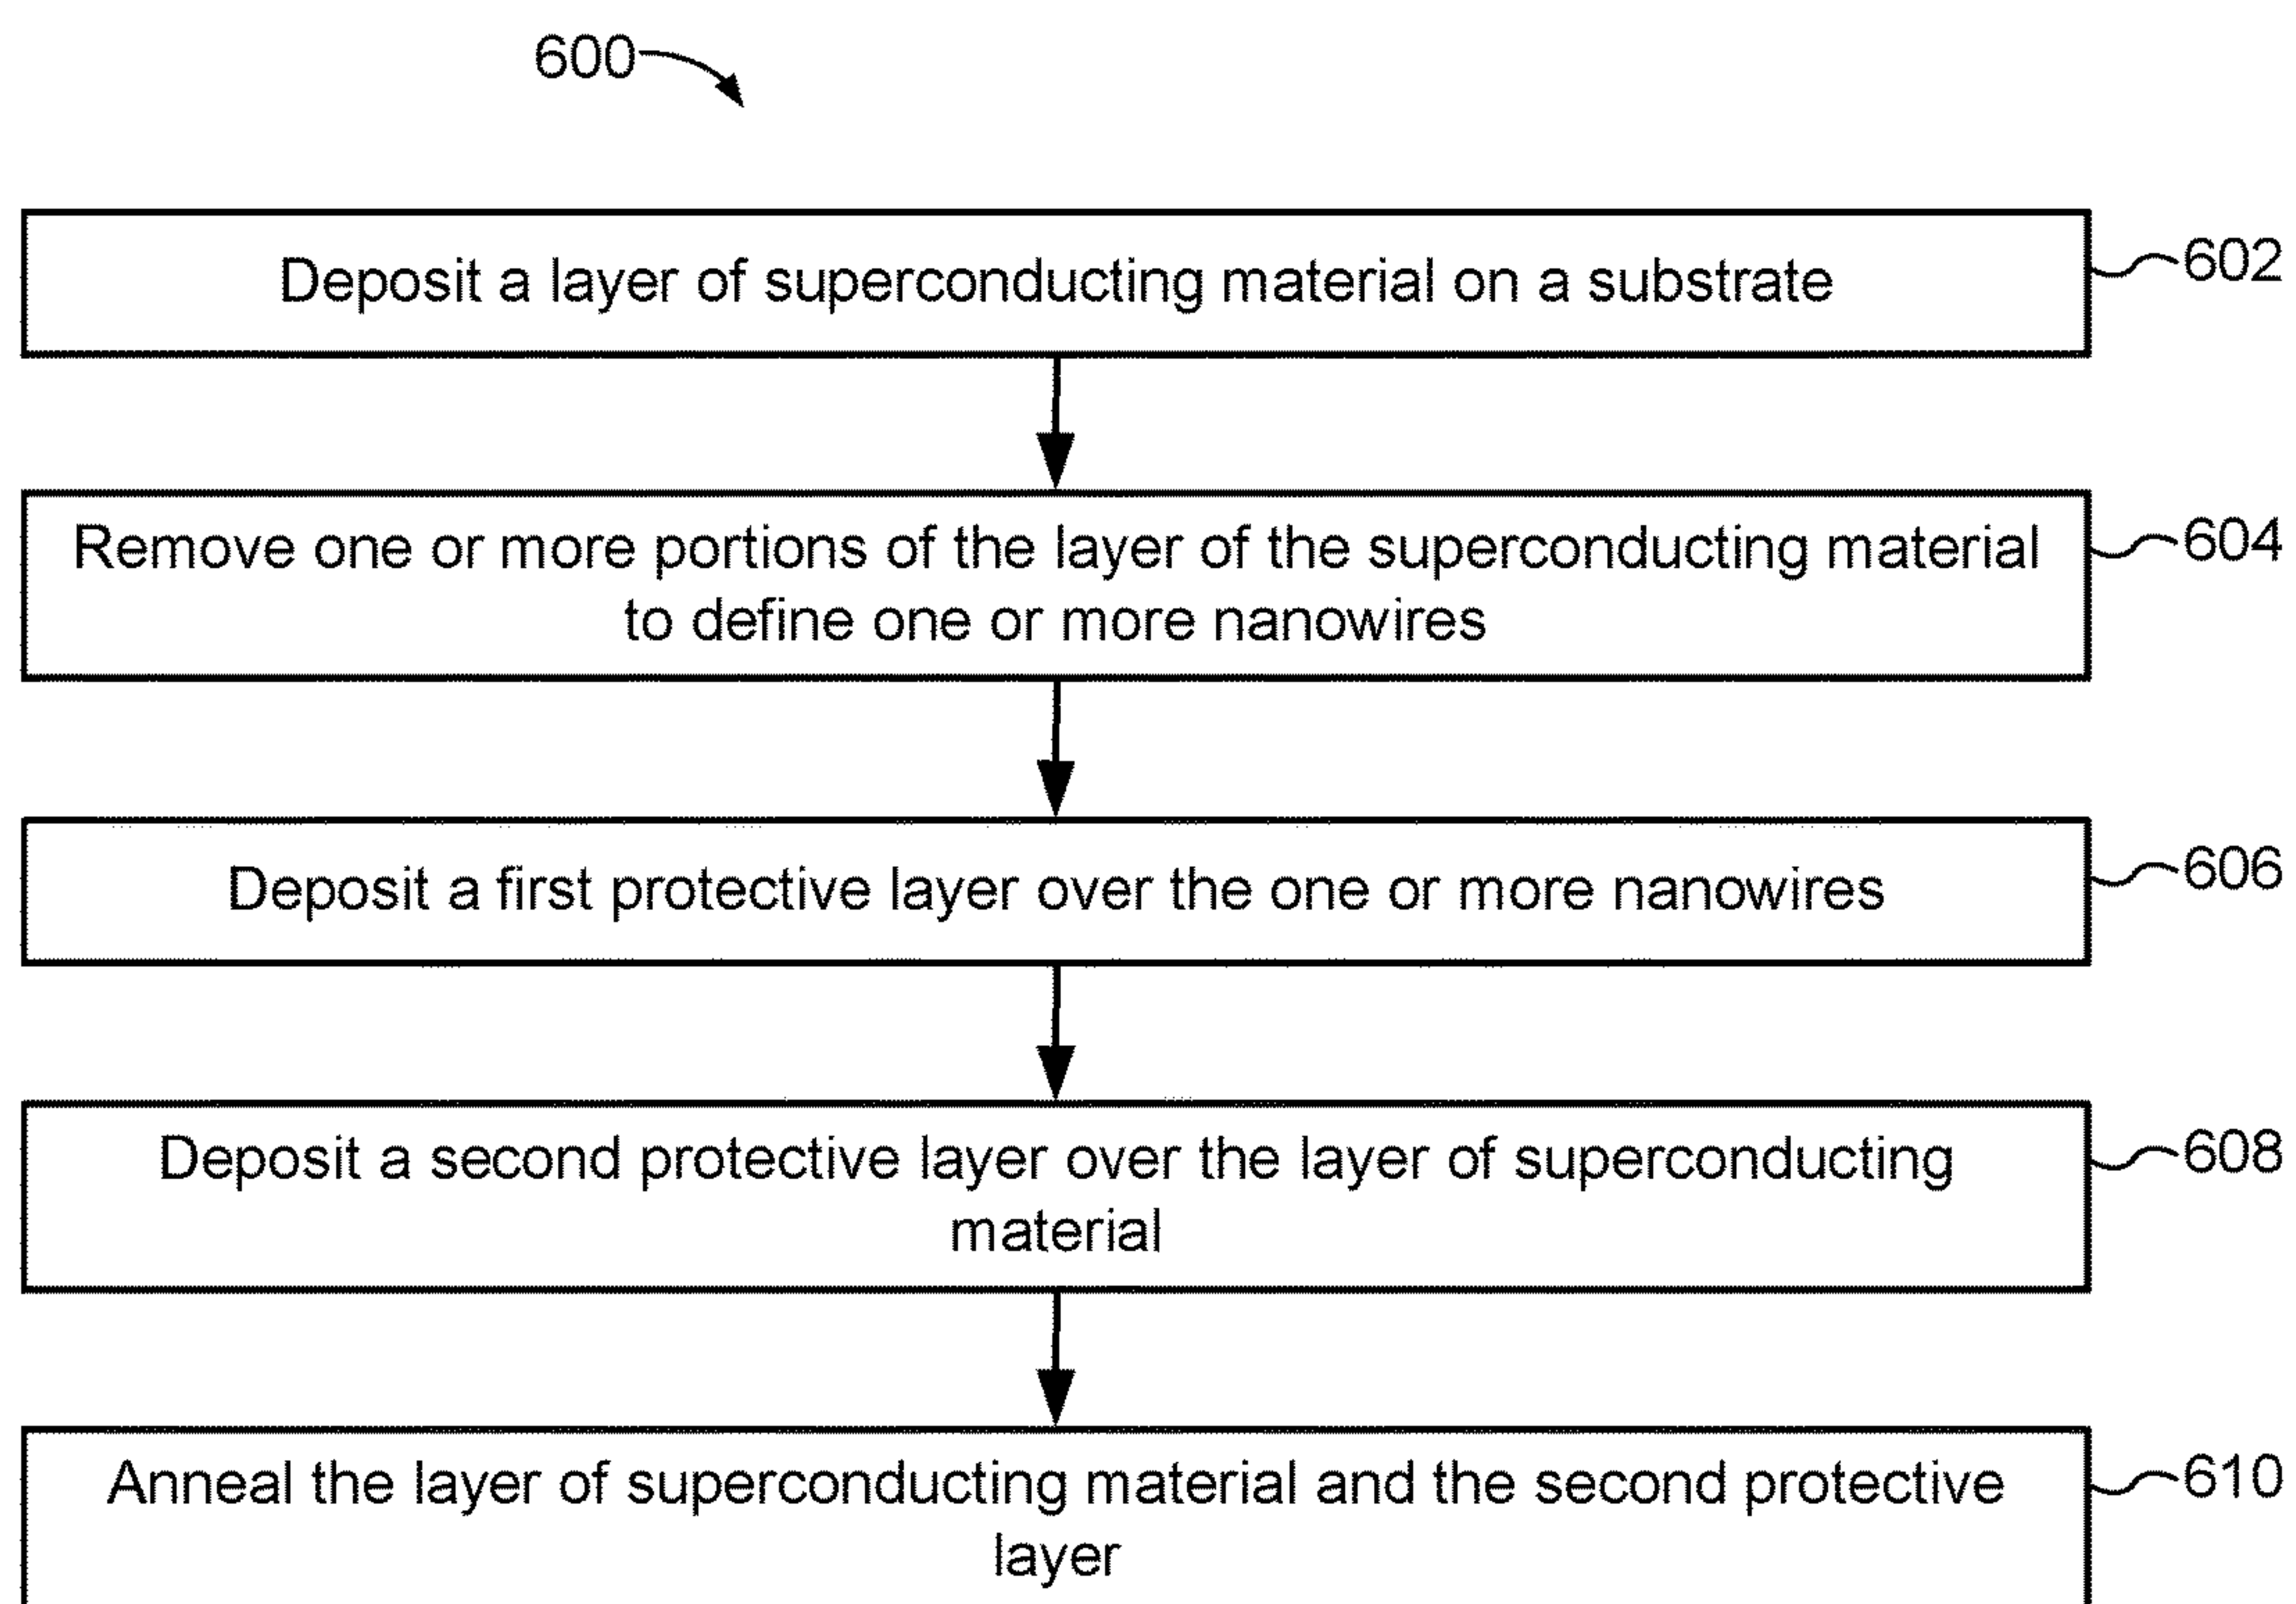 600
Deposit a layer of superconducting material on a substrate
602
Remove one or more portions of the layer of the superconducting material
to define one or more nanowires
604
Deposit a first protective layer over the one or more nanowires
606
Deposit a second protective layer over the layer of superconducting
material
608
Anneal the layer of superconducting material and the second protective
layer
610